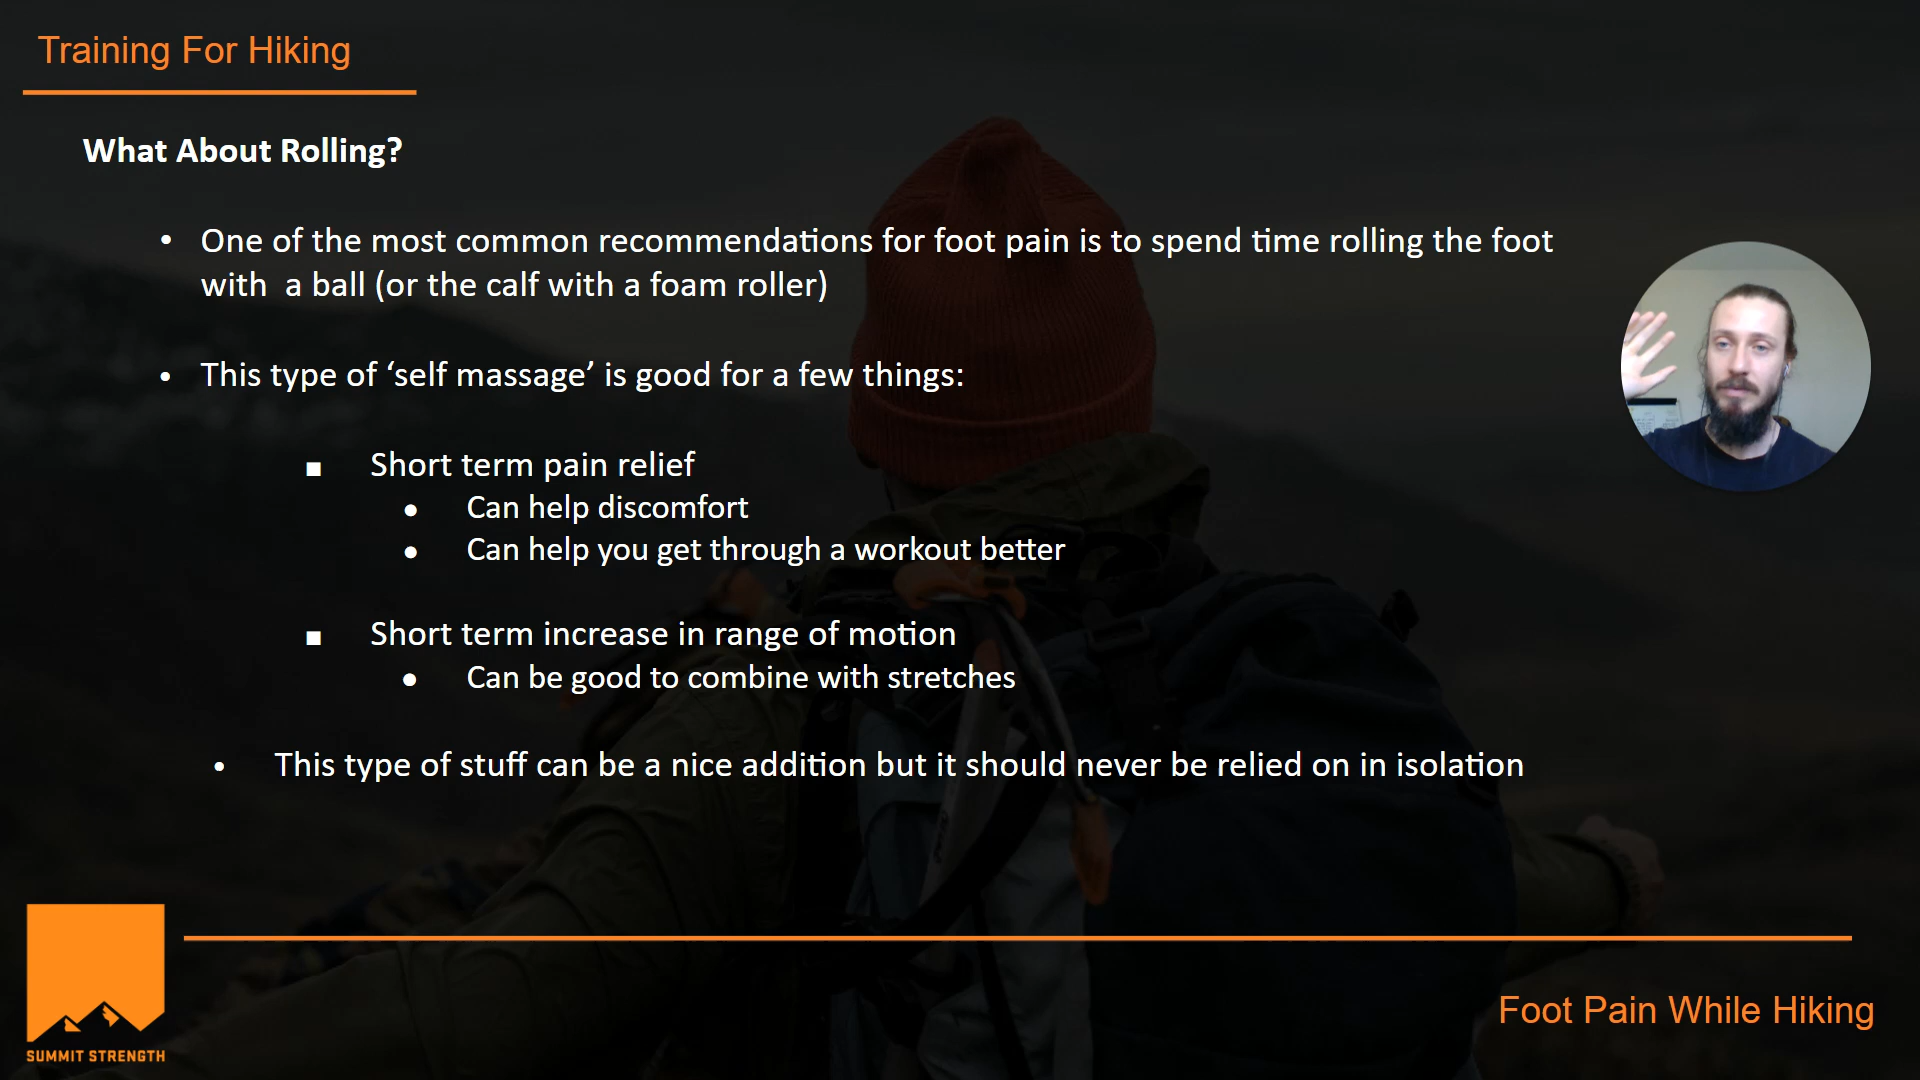 Training For Hiking
What About Rolling?
• One of the most common recommendations for foot pain is to spend time rolling the foot
with  a ball (or the calf with a foam roller)
• This type of ‘self massage’ is good for a few things:
■ Short term pain relief
● Can help discomfort
● Can help you get through a workout better
■ Short term increase in range of motion
● Can be good to combine with stretches
• This type of stuff can be a nice addition but it should never be relied on in isolation
SUMMIT STRENGTH
Foot Pain While Hiking